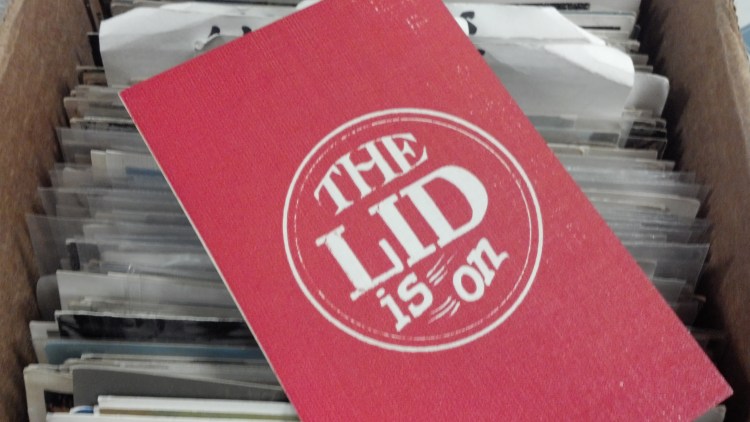 THE
LID
is on